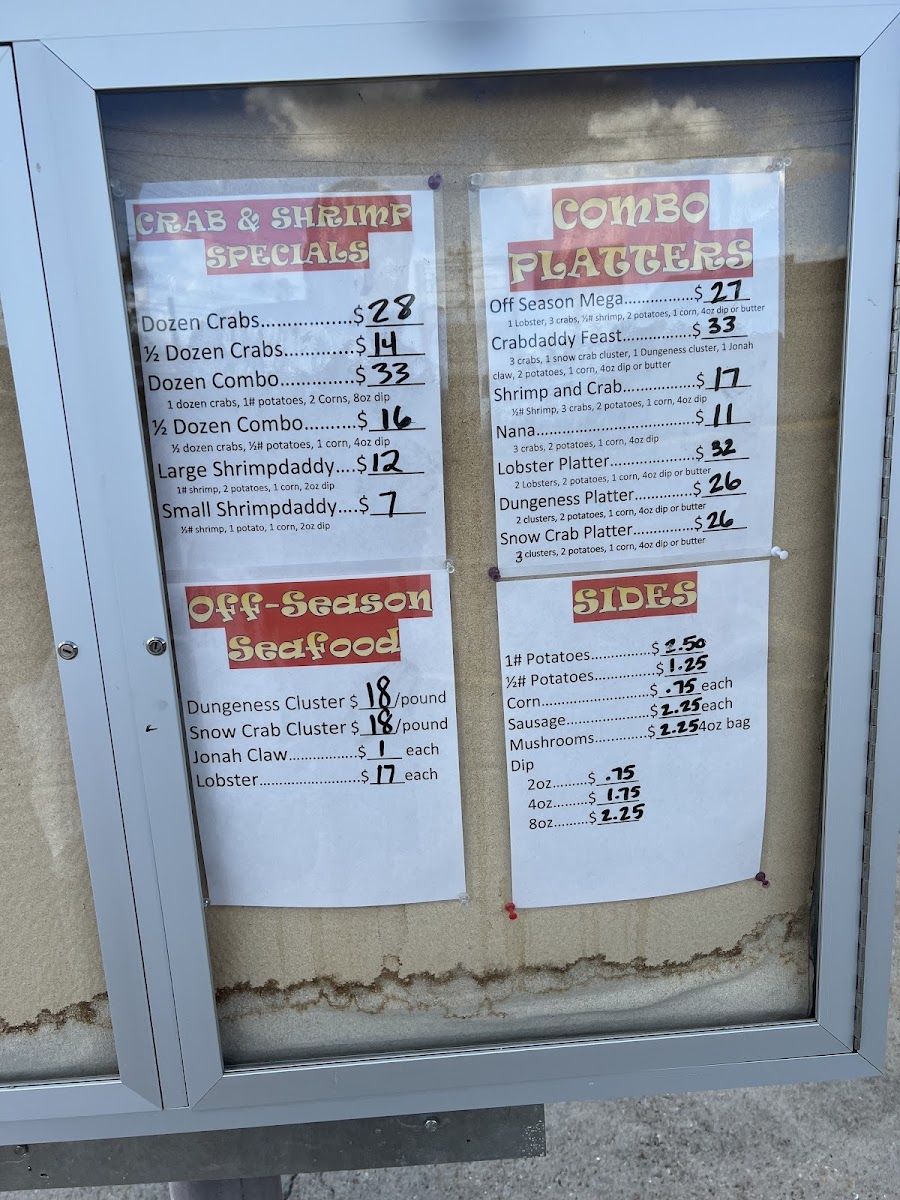 CRAB & SHRIMP
SPECIALS
Dozen Crabs.................$ 28
½ Dozen Crabs.............$ 14
Dozen Combo..............$ 33
1 dozen crabs, 1# potatoes, 2 Corns, 8oz dip
½ Dozen Combo..........$ 16
½ dozen crabs, ½# potatoes, 1 corn, 4oz dip
Large Shrimpdaddy....$ 12
1# shrimp, 2 potatoes, 1 corn, 2oz dip
Small Shrimpdaddy....$ 7
½# shrimp, 1 potato, 1 corn, 2oz dip
COMBO
PLATTERS
Off Season Mega...............$ 27
1 Lobster, 3 crabs, ½# shrimp, 2 potatoes, 1 corn, 4oz dip or butter
Crabdaddy Feast...............$ 33
3 crabs, 1 snow crab cluster, 1 Dungeness cluster, 1 Jonah
claw, 2 potatoes, 1 corn, 4oz dip or butter
Shrimp and Crab...............$ 17
½# Shrimp, 3 crabs, 2 potatoes, 1 corn, 4oz dip
Nana..................................$ 11
3 crabs, 2 potatoes, 1 corn, 4oz dip
Lobster Platter..................$ 32
2 Lobsters, 2 potatoes, 1 corn, 4oz dip or butter
Dungeness Platter.............$ 26
2 clusters, 2 potatoes, 1 corn, 4oz dip or butter
Snow Crab Platter..............$ 26
3 clusters, 2 potatoes, 1 corn, 4oz dip or butter
Off-Season
Seafood
Dungeness Cluster $ 18 /pound
Snow Crab Cluster $ 18 /pound
Jonah Claw...............$ 1 each
Lobster......................$ 17 each
SIDES
1# Potatoes.............$ 2.50
½# Potatoes.............$ 1.25
Corn...........................$ .75 each
Sausage.....................$ 2.25 each
Mushrooms.............$ 2.25 4oz bag
Dip
2oz.........$ .75
4oz.........$ 1.75
8oz.........$ 2.25